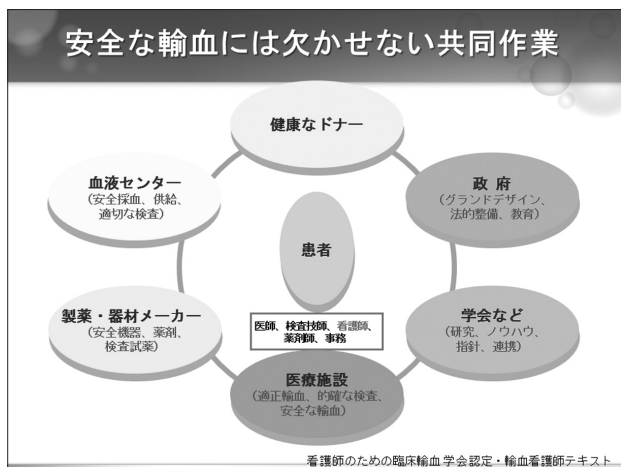 安全な輸血には欠かせない共同作業
健康なドナー
血液センター
(安全採血、供給、
適切な検査)
政 府
(グランドデザイン、
法的整備、教育)
患者
製薬・器材メーカー
(安全機器、薬剤、
検査試薬)
医師、検査技師、看護師、
薬剤師、事務
学会など
(研究、ノウハウ、
指針、連携)
医療施設
(適正輸血、的確な検査、
安全な輸血)
看護師のための臨床輸血 学会認定・輸血看護師テキスト